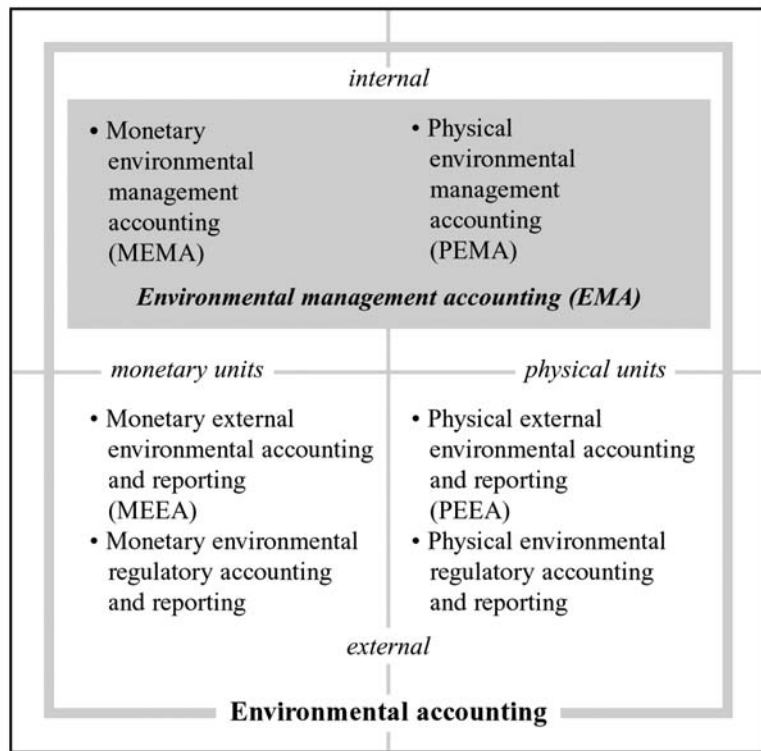 internal
• Monetary
environmental
management
accounting
(MEMA)
• Physical
environmental
management
accounting
(PEMA)
Environmental management accounting (EMA)
monetary units
physical units
• Monetary external
environmental accounting
and reporting
(MEEA)
• Monetary environmental
regulatory accounting
and reporting
• Physical external
environmental accounting
and reporting
(PEEA)
• Physical environmental
regulatory accounting
and reporting
external
Environmental accounting